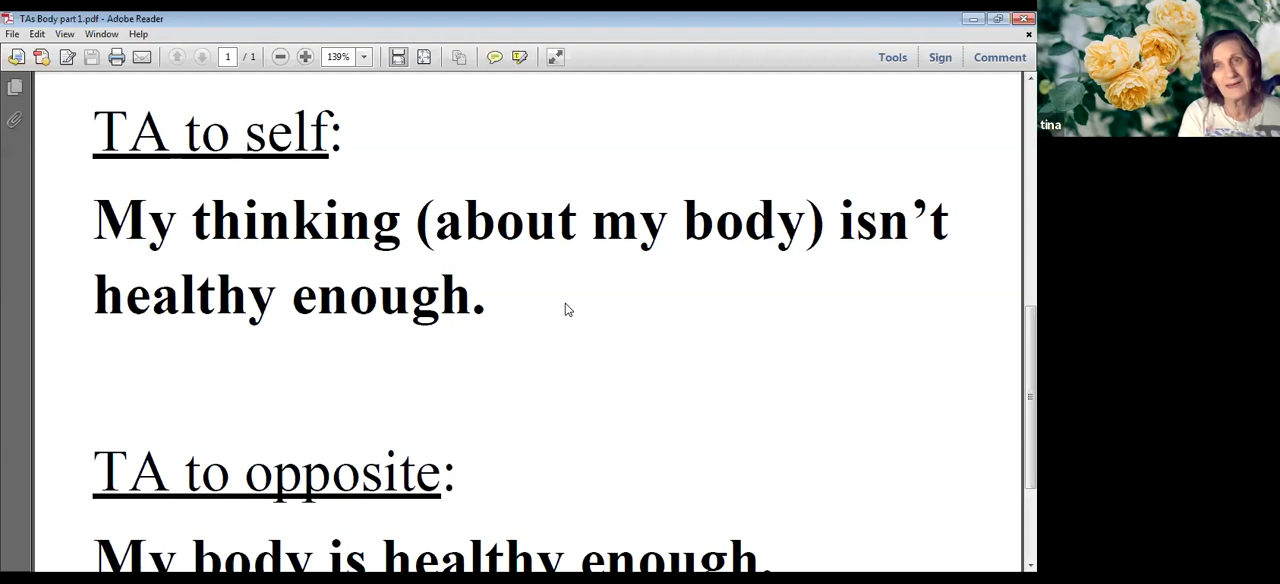 TAs Body part 1.pdf - Adobe Reader
File Edit View Window Help
1 / 1 139% Tools Sign Comment
TA to self:
My thinking (about my body) isn’t
healthy enough.
TA to opposite:
My body is healthy enough.
tina